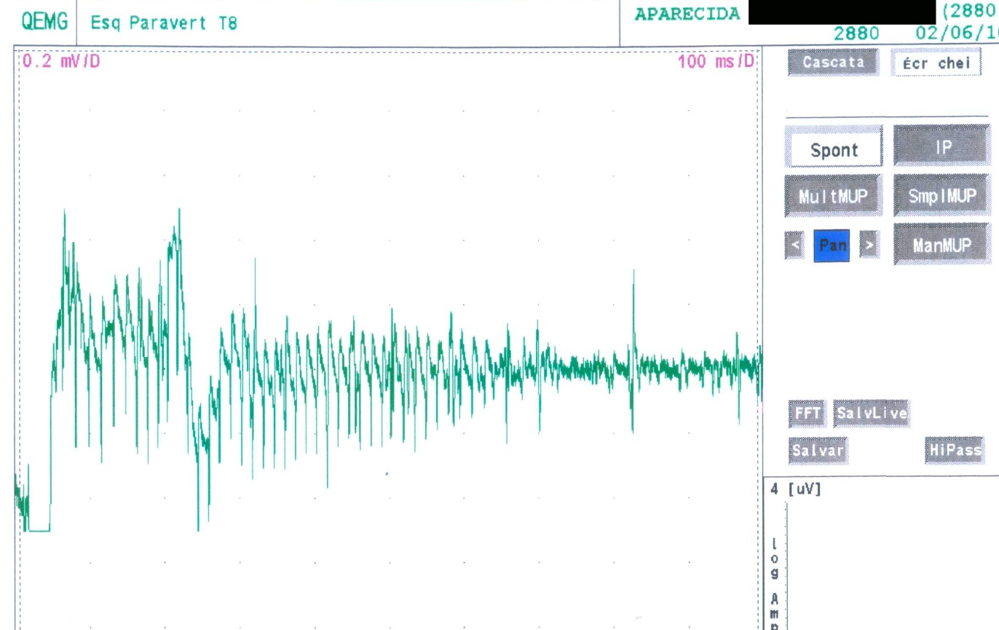 QEMG Esq Paravert T8 APARECIDA (2880
2880 02/06/1
0.2 mV/D 100 ms/D
Cascata Écr chei
Spont IP
MultMUP SmplMUP
< Pan > ManMUP
FFT SalvLive
Salvar HiPass
4 [uV]
log Amp